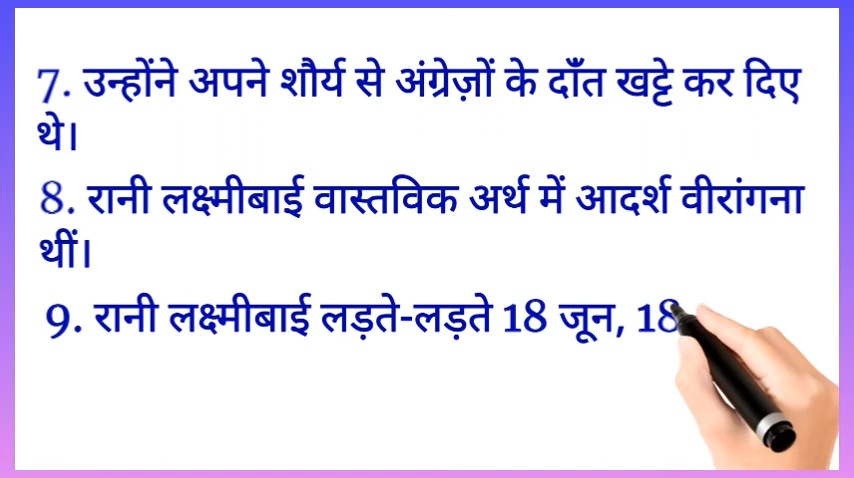 7. उन्होंने अपने शौर्य से अंग्रेज़ों के दाँत खट्टे कर दिए
थे।
8. रानी लक्ष्मीबाई वास्तविक अर्थ में आदर्श वीरांगना
थीं।
9. रानी लक्ष्मीबाई लड़ते-लड़ते 18 जून, 18